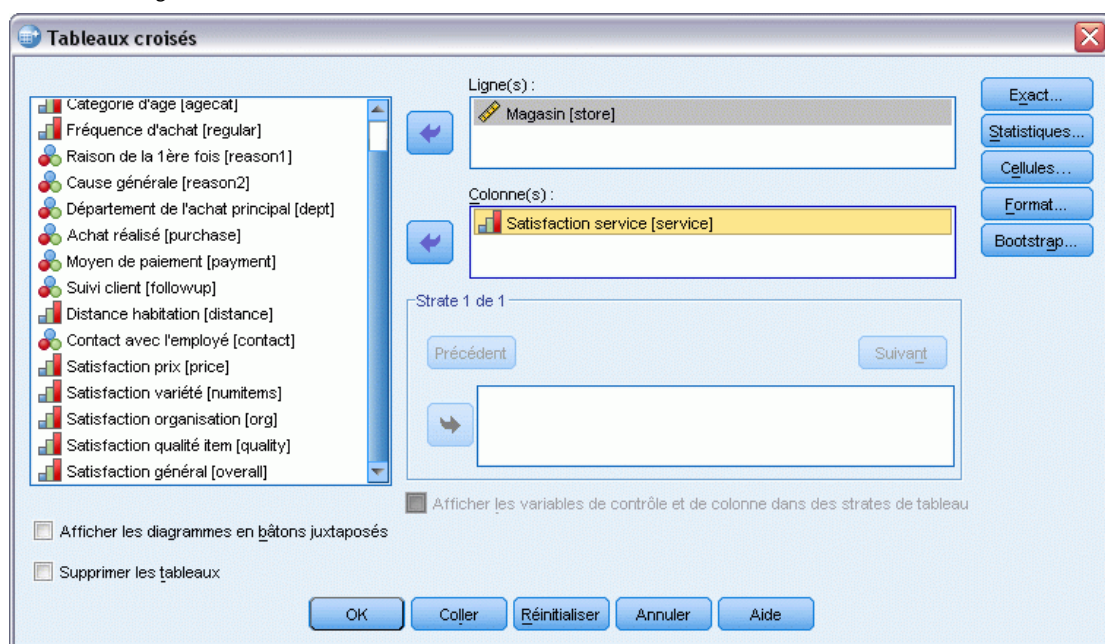 Tableaux croisés
Catégorie d'âge [agecat]
Fréquence d'achat [regular]
Raison de la 1ère fois [reason1]
Cause générale [reason2]
Département de l'achat principal [dept]
Achat réalisé [purchase]
Moyen de paiement [payment]
Suivi client [followup]
Distance habitation [distance]
Contact avec l'employé [contact]
Satisfaction prix [price]
Satisfaction variété [numitems]
Satisfaction organisation [org]
Satisfaction qualité item [quality]
Satisfaction général [overall]
Ligne(s) :
Magasin [store]
Colonne(s) :
Satisfaction service [service]
Strate 1 de 1
Précédent
Suivant
Afficher les variables de contrôle et de colonne dans des strates de tableau
Exact...
Statistiques...
Cellules...
Format...
Bootstrap...
Afficher les diagrammes en bâtons juxtaposés
Supprimer les tableaux
OK
Coller
Réinitialiser
Annuler
Aide